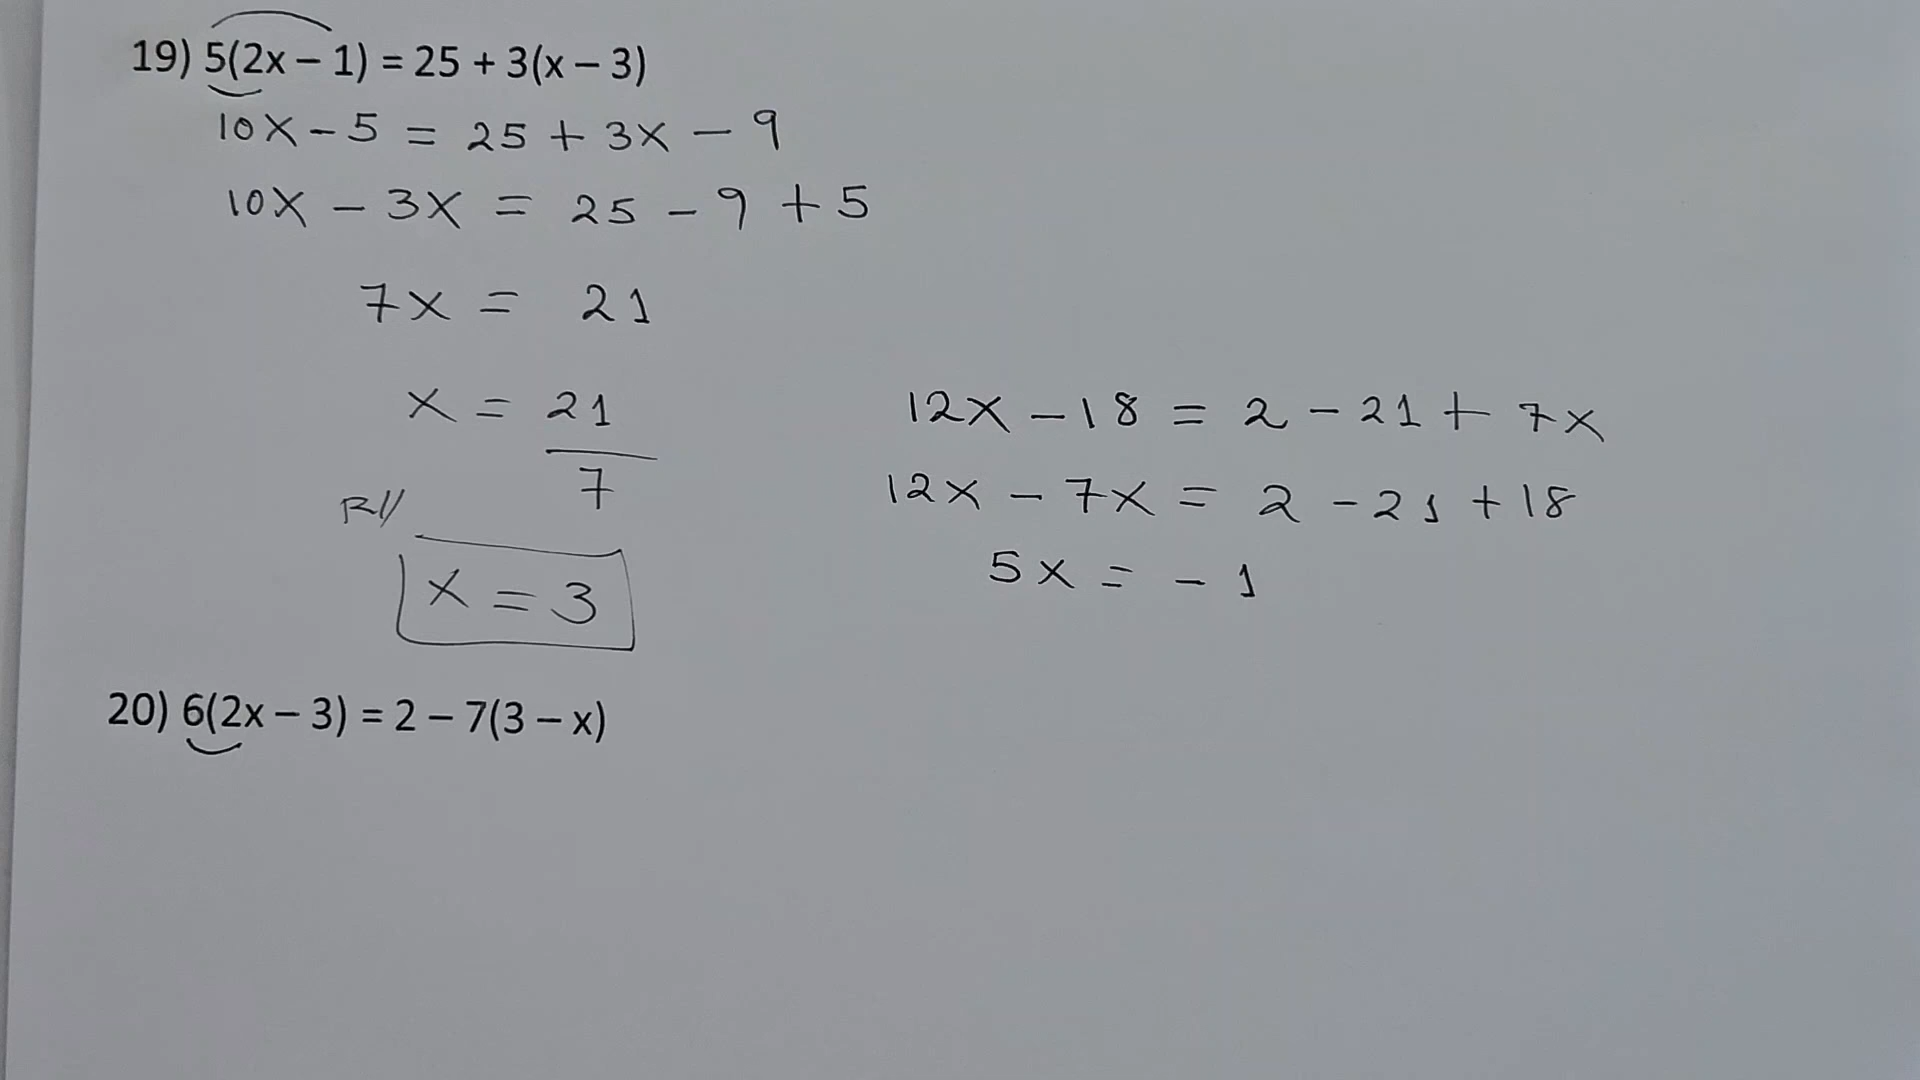 19) 5(2x – 1) = 25 + 3(x – 3)
10x – 5 = 25 + 3x – 9
10x – 3x = 25 – 9 + 5
7x = 21
x = 21
7
R//
x = 3
12x – 18 = 2 – 21 + 7x
12x – 7x = 2 – 21 + 18
5x = – 1
20) 6(2x – 3) = 2 – 7(3 – x)